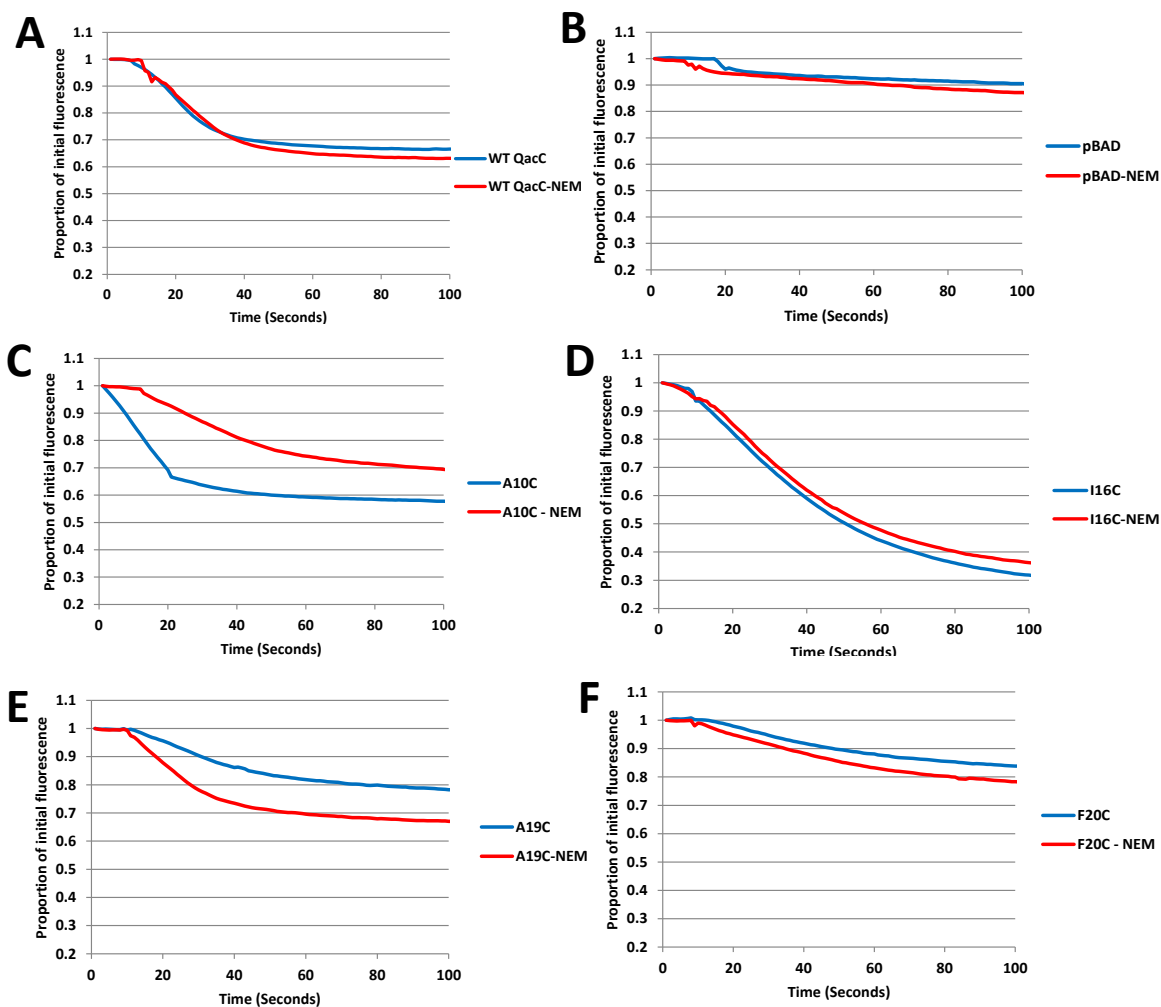 A
Proportion of initial fluorescence
1.1
1
0.9
0.8
0.7
0.6
0.5
0.4
0.3
0.2
0 20 40 60 80 100
Time (Seconds)
WT QacC
WT QacC-NEM
B
Proportion of initial fluorescence
1.1
1
0.9
0.8
0.7
0.6
0.5
0.4
0.3
0.2
0 20 40 60 80 100
Time (Seconds)
pBAD
pBAD-NEM
C
Proportion of initial fluorescence
1.1
1
0.9
0.8
0.7
0.6
0.5
0.4
0.3
0.2
0 20 40 60 80 100
Time (Seconds)
A10C
A10C - NEM
D
Proportion of initial fluorescence
1.1
1
0.9
0.8
0.7
0.6
0.5
0.4
0.3
0.2
0 20 40 60 80 100
Time (Seconds)
I16C
I16C-NEM
E
Proportion of initial fluorescence
1.1
1
0.9
0.8
0.7
0.6
0.5
0.4
0.3
0.2
0 20 40 60 80 100
Time (Seconds)
A19C
A19C-NEM
F
Proportion of initial fluorescence
1.1
1
0.9
0.8
0.7
0.6
0.5
0.4
0.3
0.2
0 20 40 60 80 100
Time (Seconds)
F20C
F20C - NEM